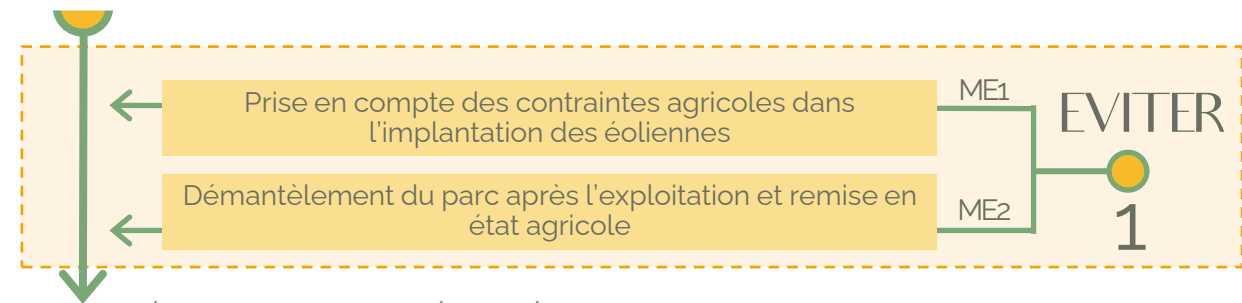 Prise en compte des contraintes agricoles dans
l'implantation des éoliennes
ME1
EVITER
Démantèlement du parc après l'exploitation et remise en
état agricole
ME2
1